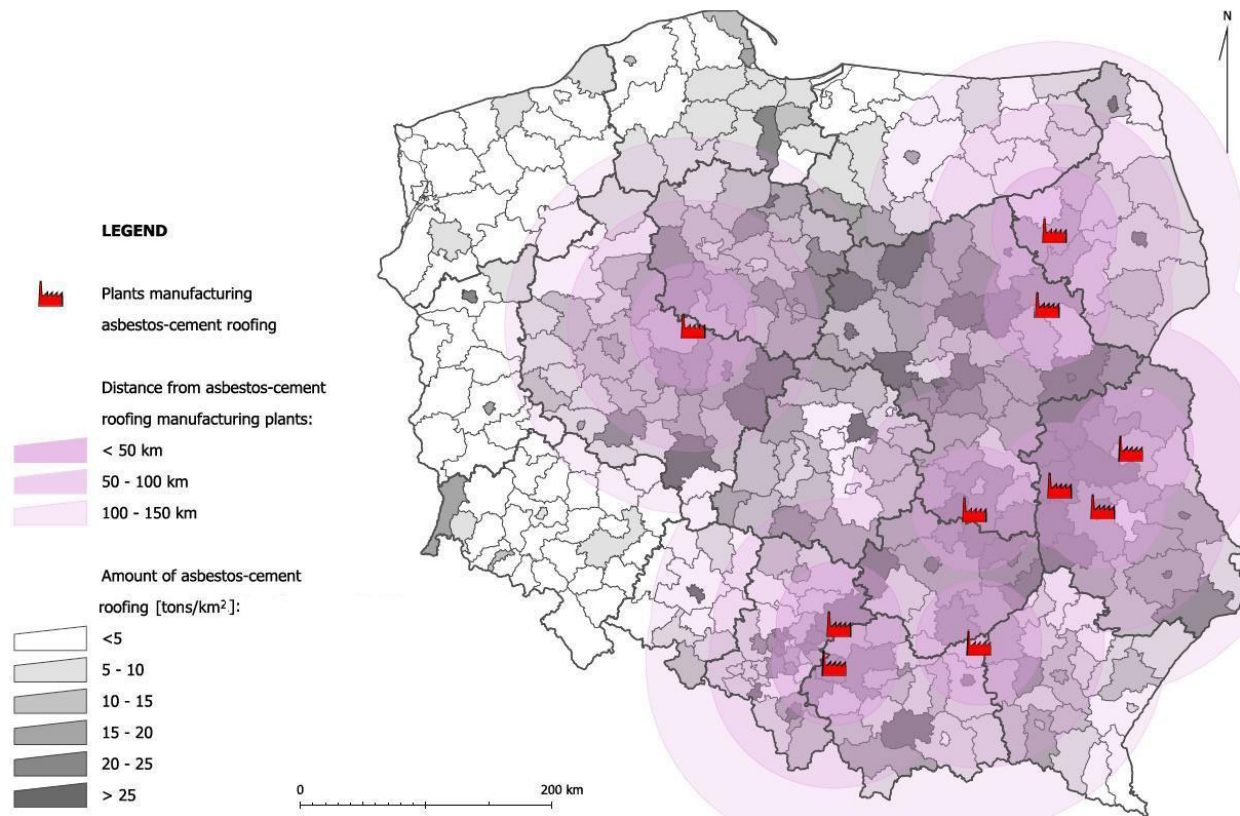 N
LEGEND
Plants manufacturing
asbestos-cement roofing
Distance from asbestos-cement
roofing manufacturing plants:
< 50 km
50 - 100 km
100 - 150 km
Amount of asbestos-cement
roofing [tons/km²]:
<5
5 - 10
10 - 15
15 - 20
20 - 25
> 25
0
200 km